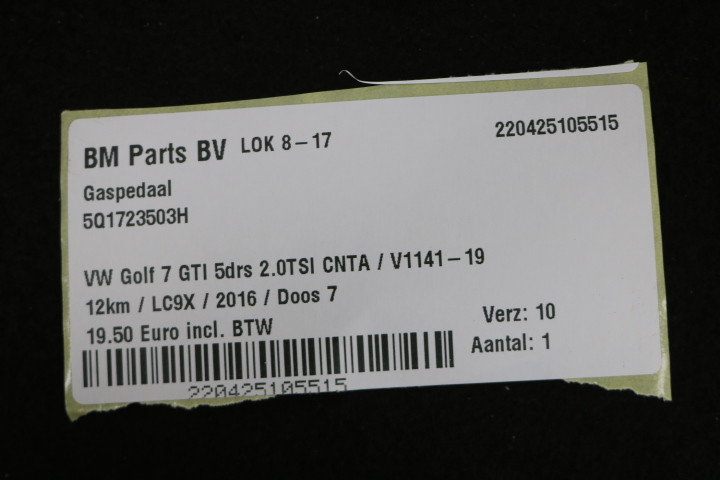 BM Parts BV LOK 8-17
220425105515
Gaspedaal
5Q1723503H
VW Golf 7 GTI 5drs 2.0TSI CNTA / V1141-19
12km / LC9X / 2016 / Doos 7
19.50 Euro incl. BTW
Verz: 10
Aantal: 1
220425105515